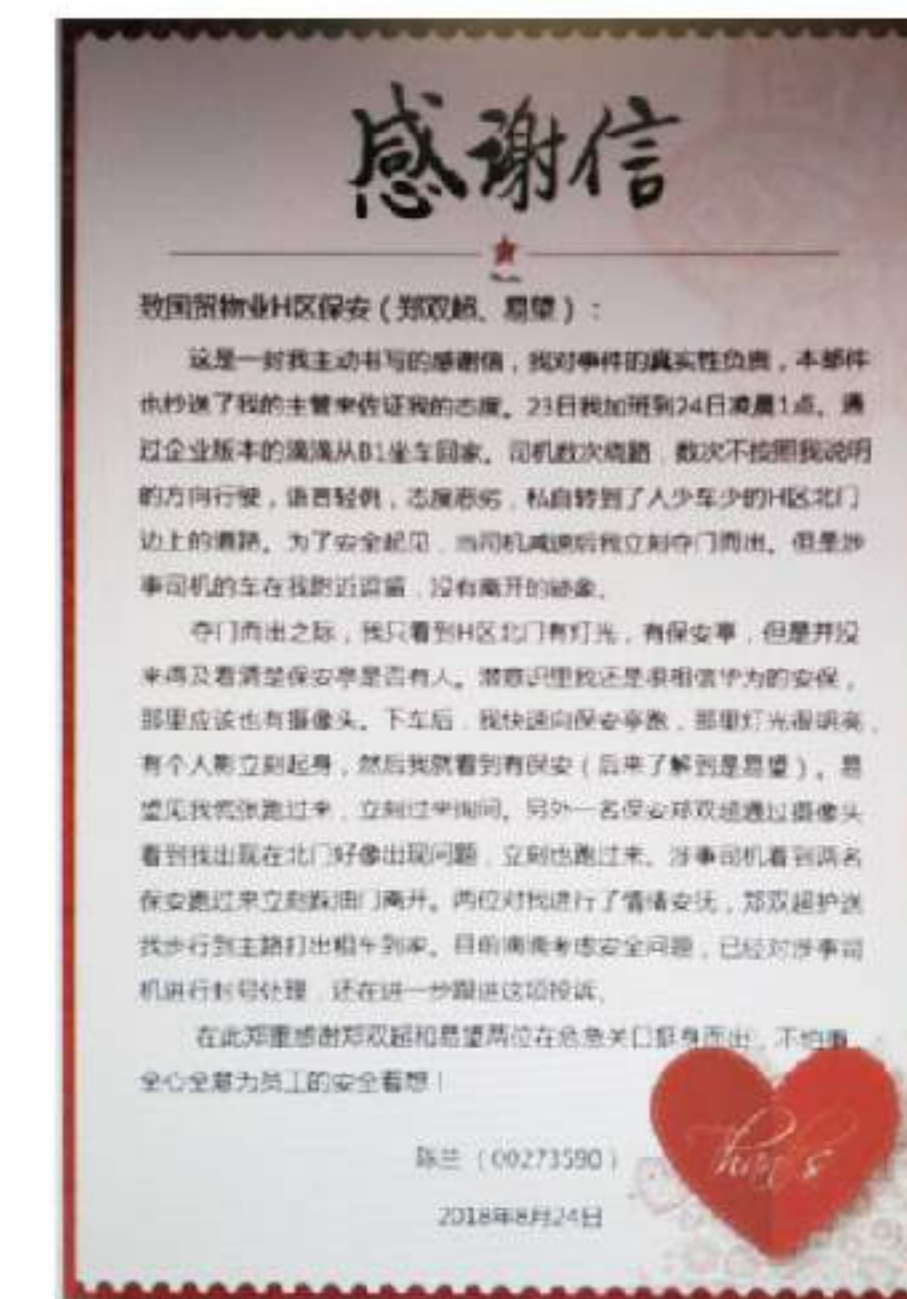 感谢信
致国贸物业H区保安（郑双超、易望）：
这是一封我主动书写的感谢信，我对事件的真实性负责，本邮件
也抄送了我的主管来佐证我的态度。23日我加班到24日凌晨1点。通
过企业版本的滴滴从B1坐车回家。司机数次绕路，数次不按照我说明
的方向行驶，语言轻佻，态度恶劣，私自转到了人少车少的H区北门
边上的道路。为了安全起见，当司机减速后我立刻夺门而出。但是涉
事司机的车在我附近逗留，没有离开的迹象。
夺门而出之际，我只看到H区北门有灯光，有保安亭，但是并没
来得及看清楚保安亭是否有人。潜意识里我还是很相信华为的安保，
那里应该也有摄像头。下车后，我快速向保安亭跑，那里灯光很明亮，
有个人影立刻起身，然后我就看到有保安（后来了解到是易望）。易
望见我慌张跑过来，立刻过来询问。另外一名保安郑双超通过摄像头
看到我出现在北门好像出现问题，立刻也跑过来。涉事司机看到两名
保安跑过来立刻踩油门离开。两位对我进行了情绪安抚，郑双超护送
我步行到主路打出租车到家。目前滴滴考虑安全问题，已经对涉事司
机进行封号处理，还在进一步跟进这项投诉。
在此郑重感谢郑双超和易望两位在危急关口挺身而出，不怕事，
全心全意为员工的安全着想！
陈兰（00273590）
2018年8月24日
Thanks